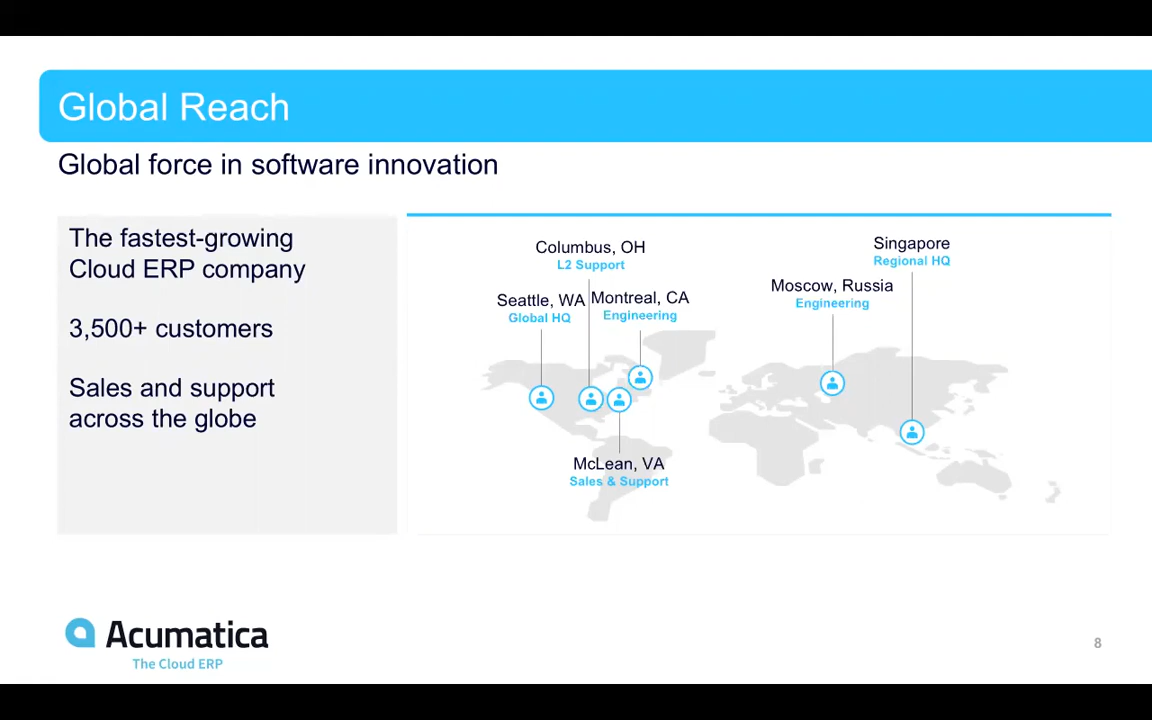 Global Reach
Global force in software innovation
The fastest-growing
Cloud ERP company
3,500+ customers
Sales and support
across the globe
Columbus, OH
L2 Support
Seattle, WA
Global HQ
Montreal, CA
Engineering
McLean, VA
Sales & Support
Moscow, Russia
Engineering
Singapore
Regional HQ
Acumatica
The Cloud ERP
8